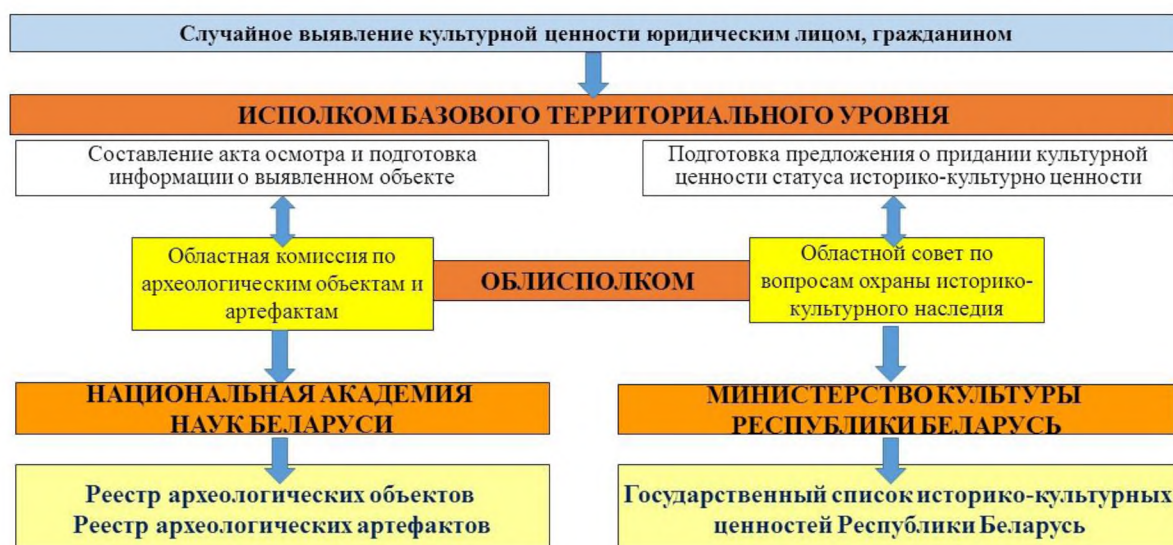 Случайное выявление культурной ценности юридическим лицом, гражданином
ИСПОЛКОМ БАЗОВОГО ТЕРРИТОРИАЛЬНОГО УРОВНЯ
Составление акта осмотра и подготовка
информации о выявленном объекте
Подготовка предложения о придании культурной
ценности статуса историко-культурно ценности
Областная комиссия по
археологическим объектам и
артефактам
ОБЛИСПОЛКОМ
Областной совет по
вопросам охраны историко-
культурного наследия
НАЦИОНАЛЬНАЯ АКАДЕМИЯ
НАУК БЕЛАРУСИ
МИНИСТЕРСТВО КУЛЬТУРЫ
РЕСПУБЛИКИ БЕЛАРУСЬ
Реестр археологических объектов
Реестр археологических артефактов
Государственный список историко-культурных
ценностей Республики Беларусь